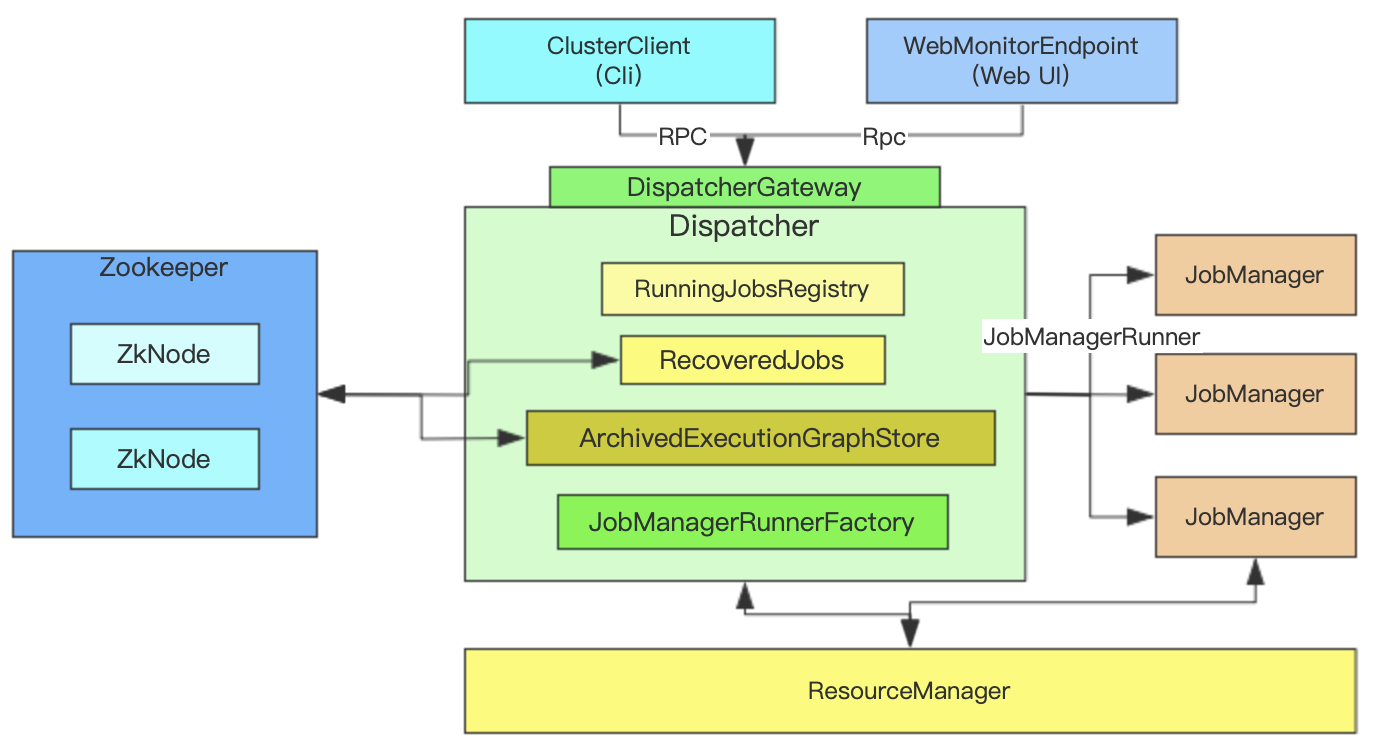 ClusterClient
(Cli)
WebMonitorEndpoint
(Web UI)
RPC
Rpc
DispatcherGateway
Dispatcher
Zookeeper
ZkNode
ZkNode
RunningJobsRegistry
RecoveredJobs
ArchivedExecutionGraphStore
JobManagerRunnerFactory
JobManagerRunner
JobManager
JobManager
JobManager
ResourceManager